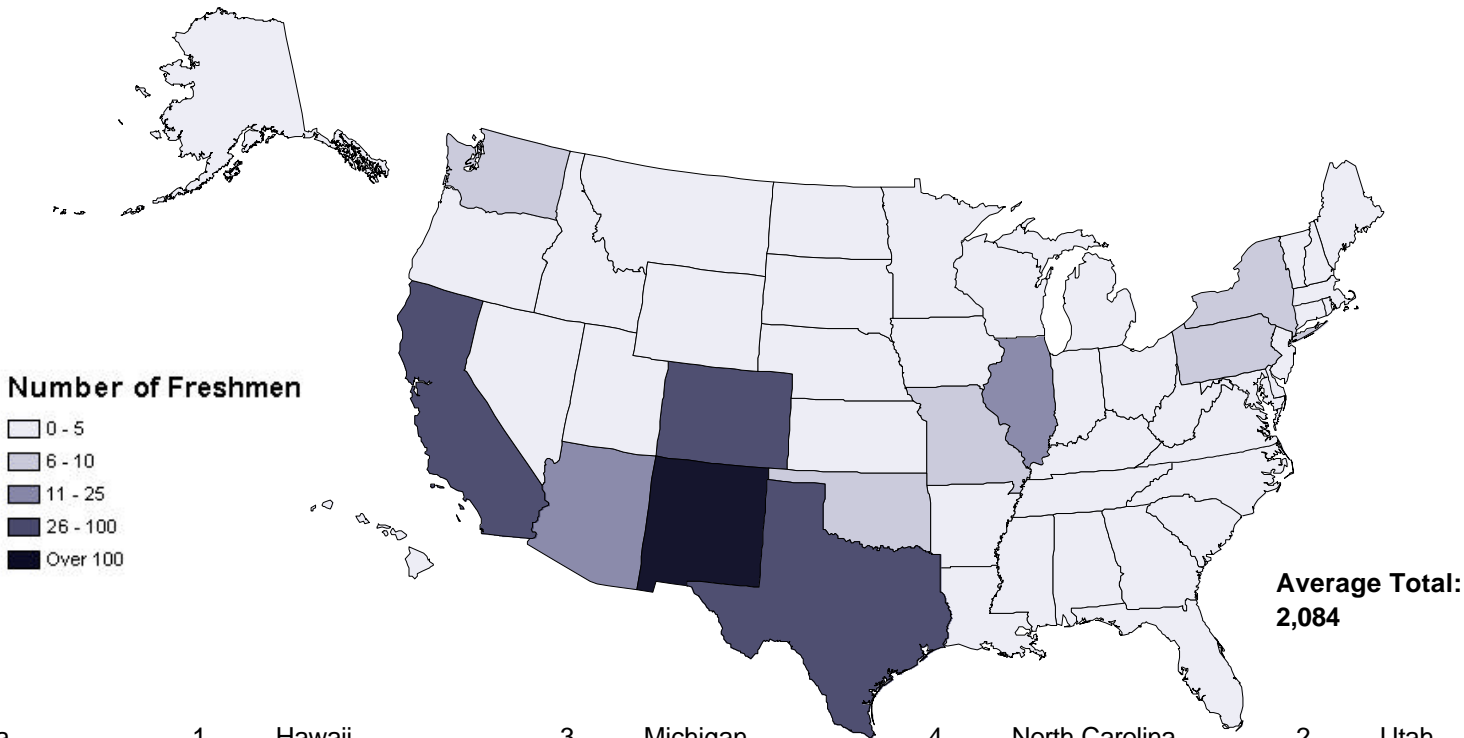 Number of Freshmen
0 - 5
6 - 10
11 - 25
26 - 100
Over 100
Average Total:
2,084
1 Hawaii 3 Michigan 4 North Carolina 2 Utah